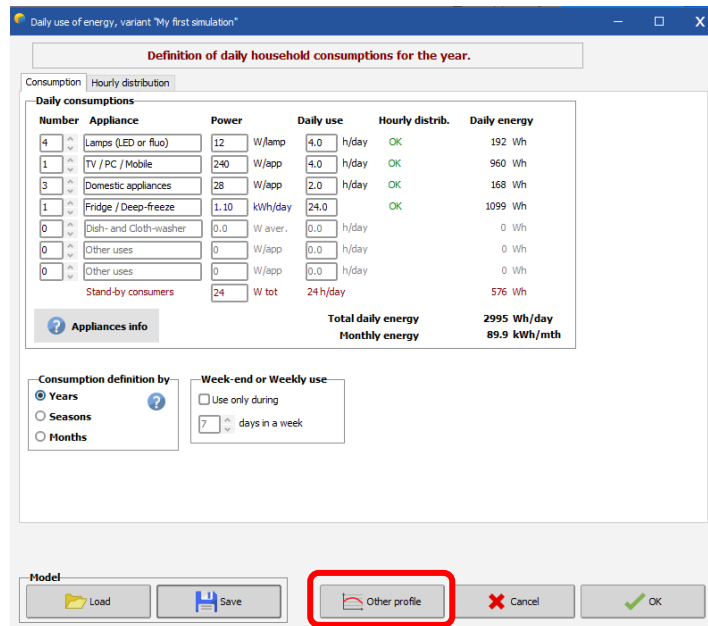 Daily use of energy, variant "My first simulation"
Definition of daily household consumptions for the year.
Consumption Hourly distribution
Daily consumptions
Number Appliance Power Daily use Hourly distrib. Daily energy
4 Lamps (LED or fluo) 12 W/lamp 4.0 h/day OK 192 Wh
1 TV / PC / Mobile 240 W/app 4.0 h/day OK 960 Wh
3 Domestic appliances 28 W/app 2.0 h/day OK 168 Wh
1 Fridge / Deep-freeze 1.10 kWh/day 24.0 OK 1099 Wh
0 Dish- and Cloth-washer 0.0 W aver. 0.0 h/day 0 Wh
0 Other uses 0 W/app 0.0 h/day 0 Wh
0 Other uses 0 W/app 0.0 h/day 0 Wh
Stand-by consumers 24 W tot 24 h/day 576 Wh
? Appliances info
Total daily energy 2995 Wh/day
Monthly energy 89.9 kWh/mth
Consumption definition by
Years ?
Seasons
Months
Week-end or Weekly use
Use only during
7 days in a week
Model
Load Save Other profile Cancel OK